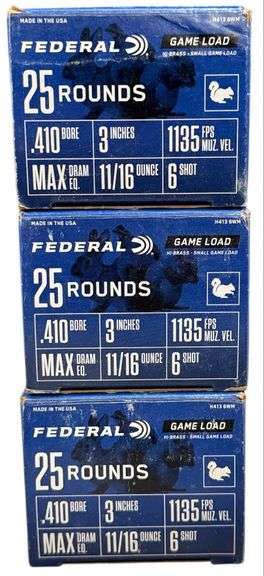 MADE IN THE USA H413 6WM
FEDERAL GAME LOAD
HI-BRASS · SMALL GAME LOAD
25 ROUNDS
.410 BORE 3 INCHES 1135 FPS MUZ. VEL.
MAX DRAM EQ. 11/16 OUNCE 6 SHOT
MADE IN THE USA H413 6WM
FEDERAL GAME LOAD
HI-BRASS · SMALL GAME LOAD
25 ROUNDS
.410 BORE 3 INCHES 1135 FPS MUZ. VEL.
MAX DRAM EQ. 11/16 OUNCE 6 SHOT
MADE IN THE USA H413 6WM
FEDERAL GAME LOAD
HI-BRASS · SMALL GAME LOAD
25 ROUNDS
.410 BORE 3 INCHES 1135 FPS MUZ. VEL.
MAX DRAM EQ. 11/16 OUNCE 6 SHOT